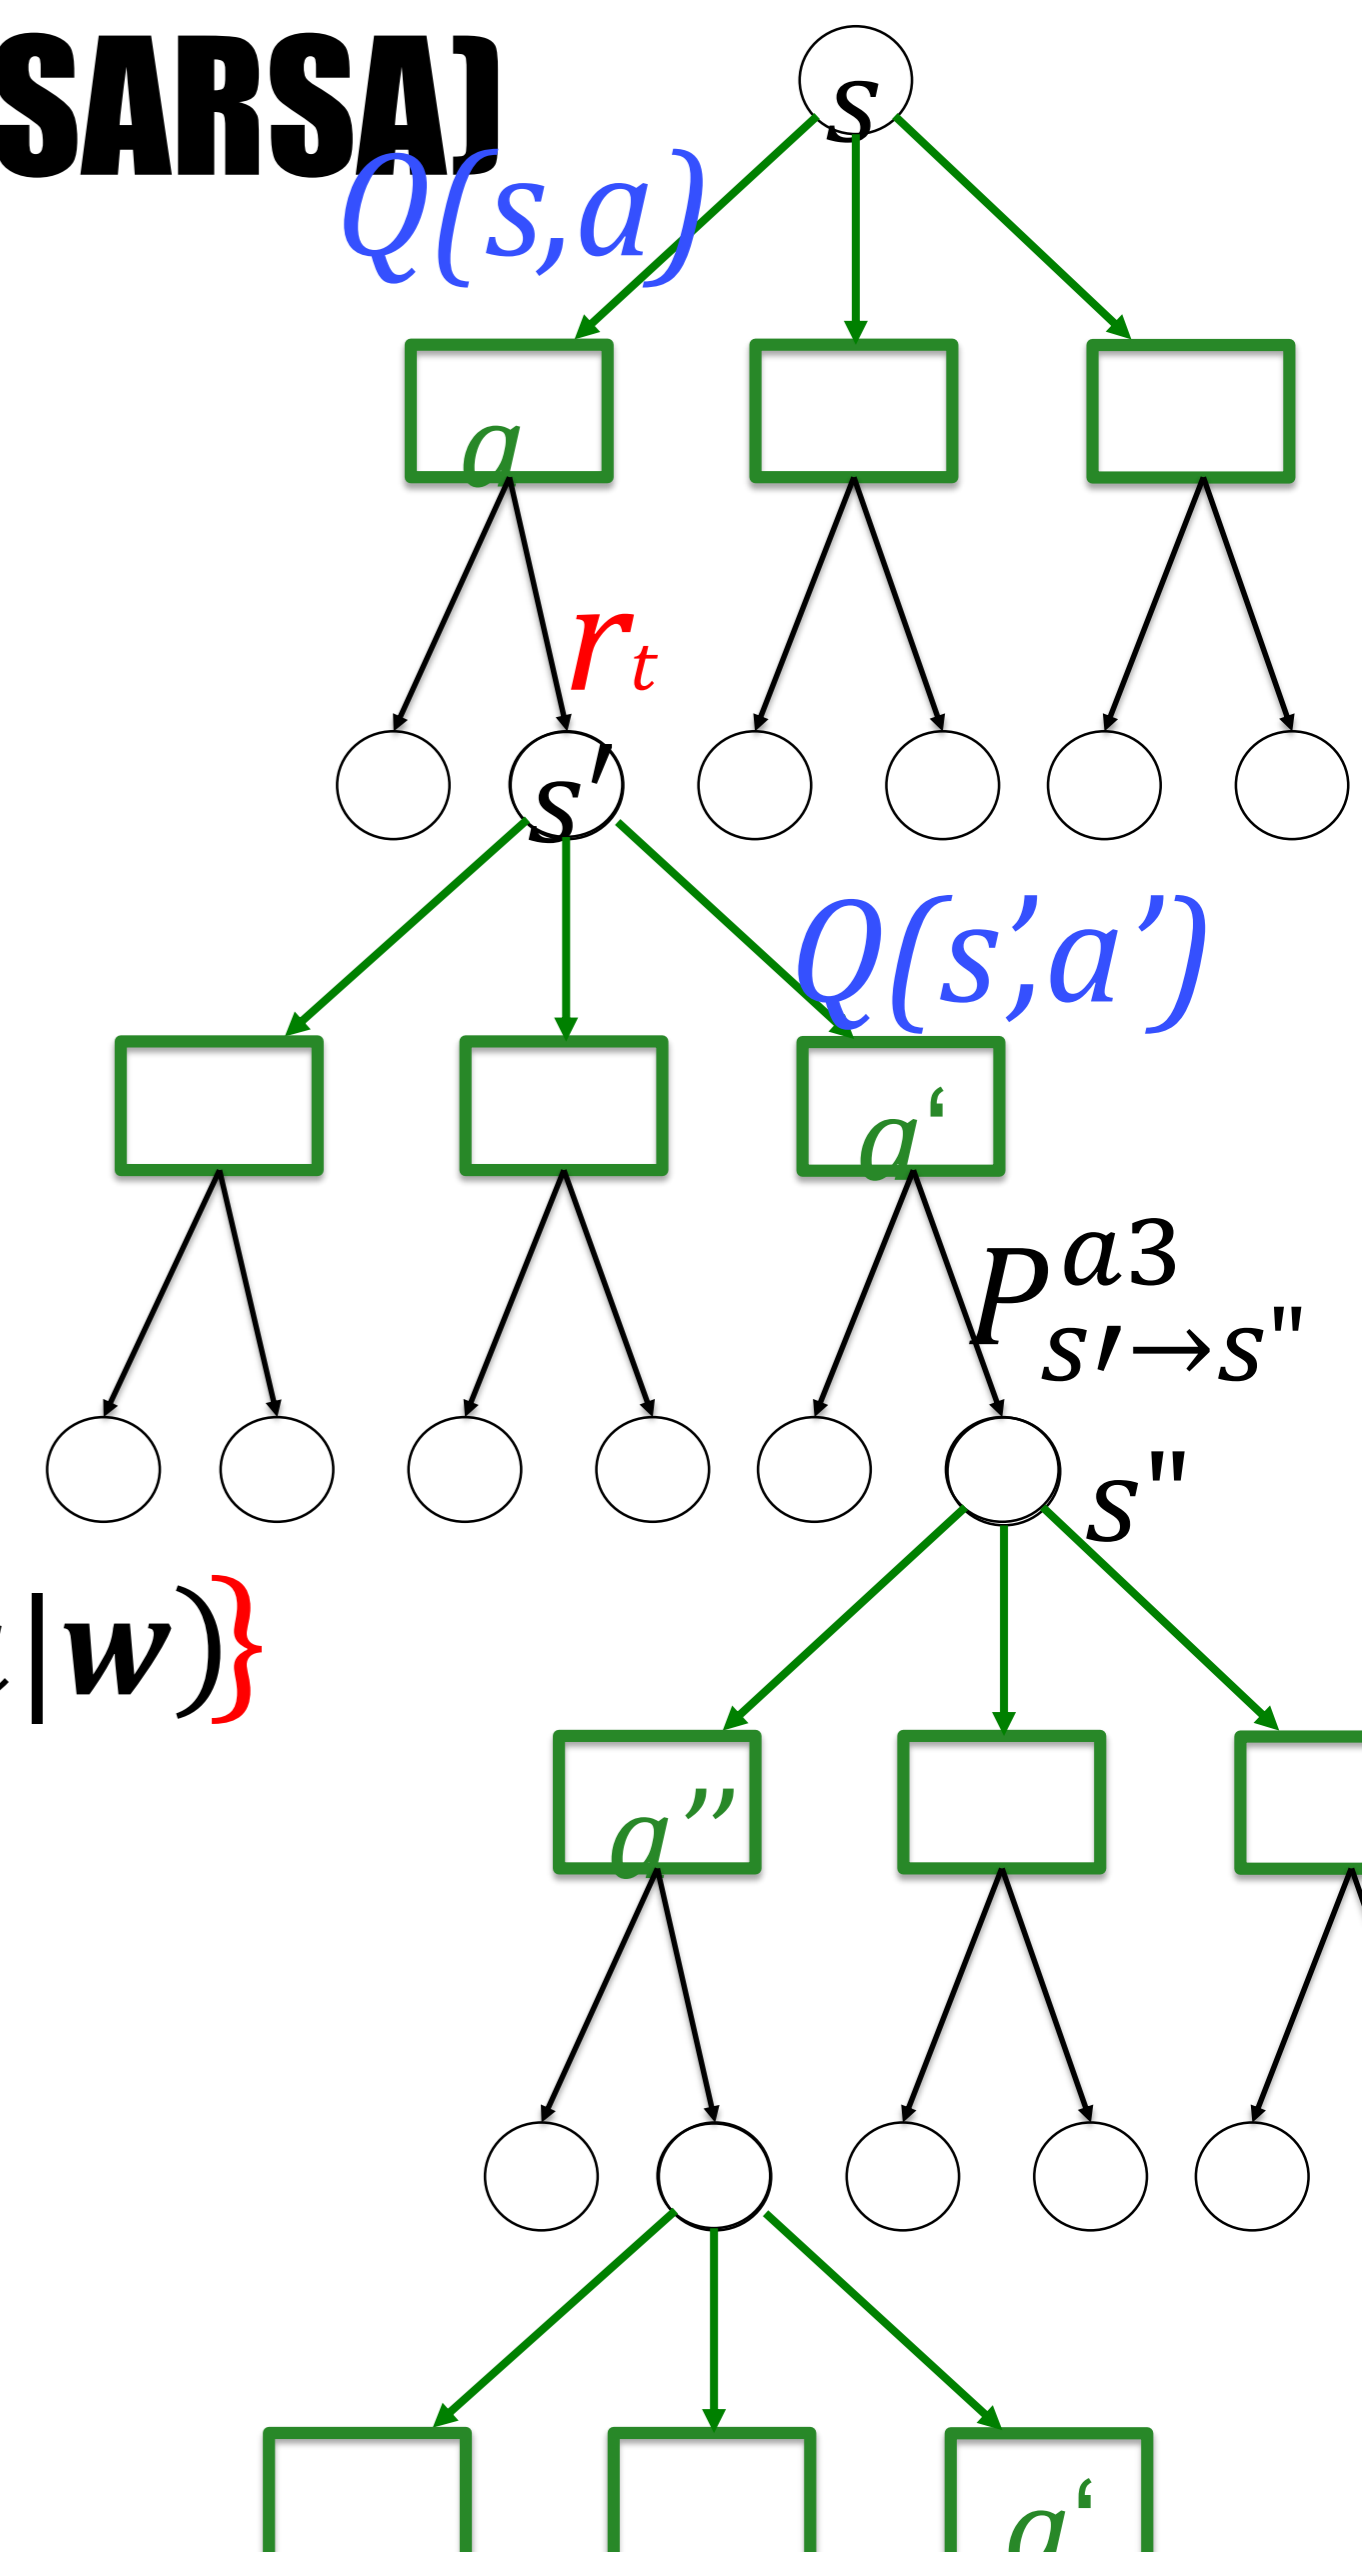 SARSA)
s
Q(s,a)
a
r_t
s′
Q(s’,a’)
a‘
P^{a3}_{s′→s"}
s"
|w)}
a’’
a‘